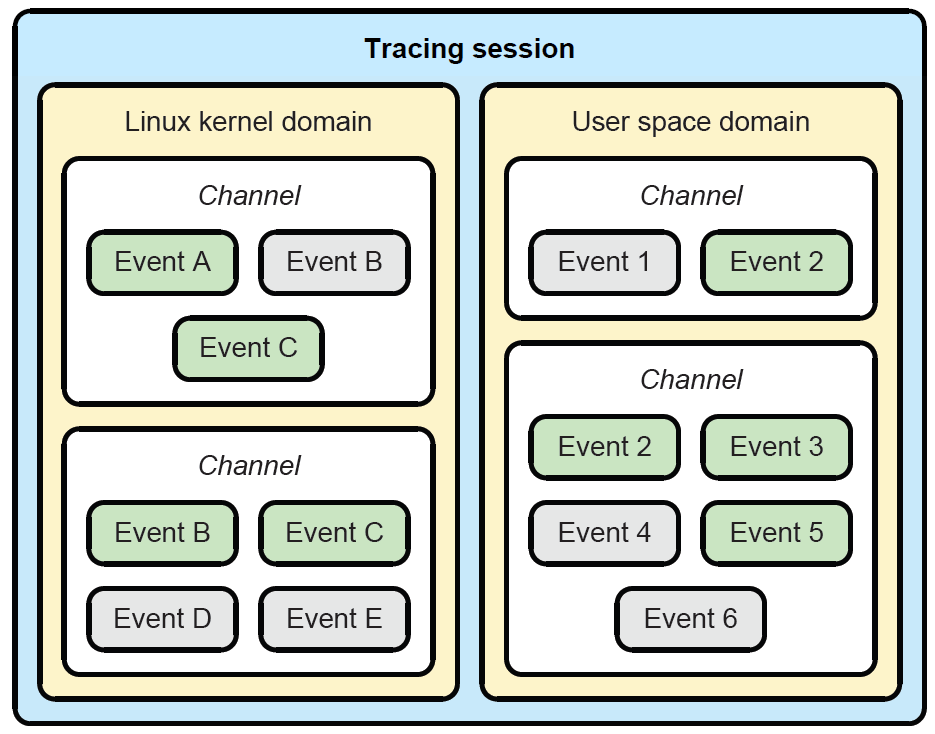 Tracing session
Linux kernel domain
Channel
Event A
Event B
Event C
Channel
Event B
Event C
Event D
Event E
User space domain
Channel
Event 1
Event 2
Channel
Event 2
Event 3
Event 4
Event 5
Event 6